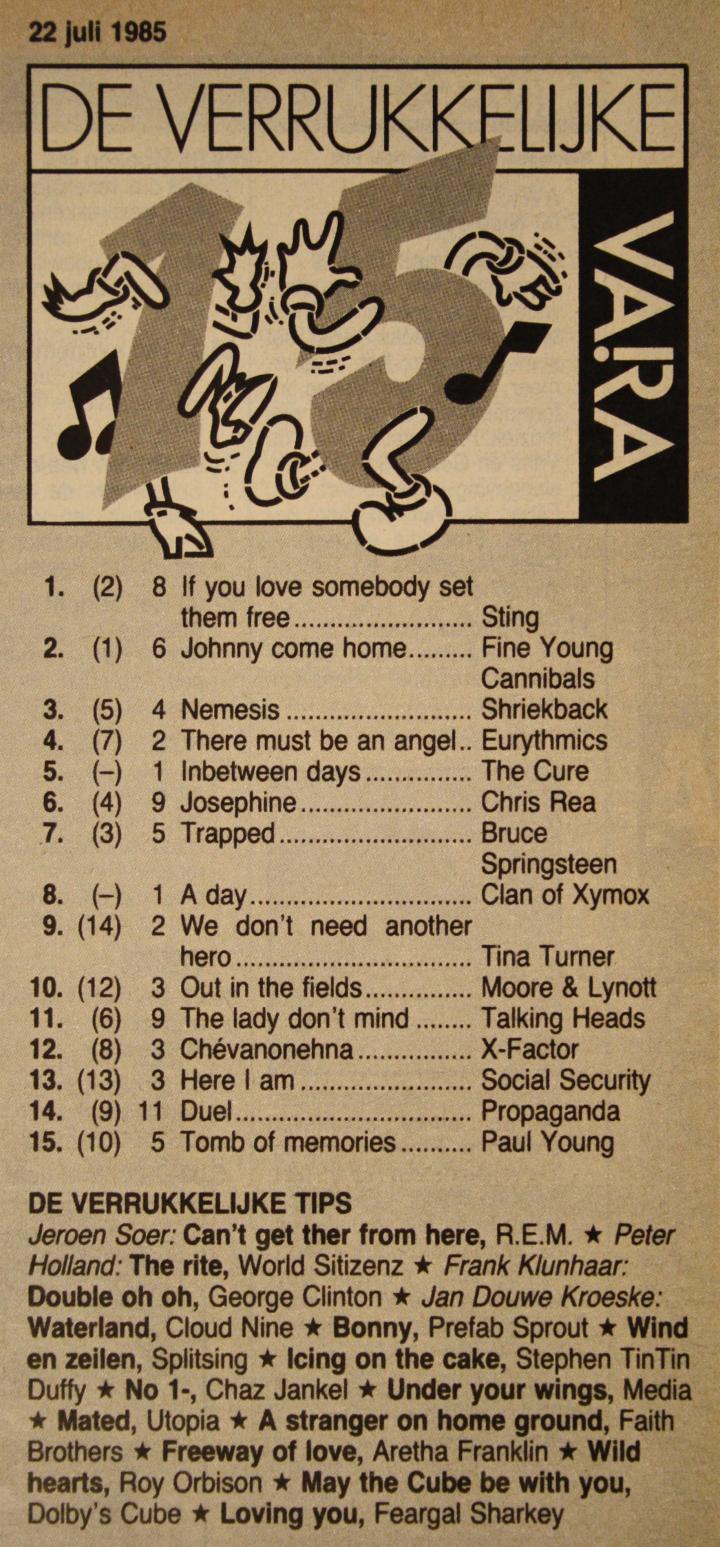 22 juli 1985
DE VERRUKKELIJKE
15
VARA
1. (2) 8 If you love somebody set
them free......................... Sting
2. (1) 6 Johnny come home......... Fine Young
Cannibals
3. (5) 4 Nemesis .......................... Shriekback
4. (7) 2 There must be an angel.. Eurythmics
5. (–) 1 Inbetween days............... The Cure
6. (4) 9 Josephine........................ Chris Rea
7. (3) 5 Trapped........................... Bruce
Springsteen
8. (–) 1 A day............................... Clan of Xymox
9. (14) 2 We don't need another
hero................................. Tina Turner
10. (12) 3 Out in the fields............... Moore & Lynott
11. (6) 9 The lady don't mind ........ Talking Heads
12. (8) 3 Chévanonehna................ X-Factor
13. (13) 3 Here I am ........................ Social Security
14. (9) 11 Duel................................. Propaganda
15. (10) 5 Tomb of memories.......... Paul Young
DE VERRUKKELIJKE TIPS
Jeroen Soer: Can't get ther from here, R.E.M. ★ Peter
Holland: The rite, World Sitizenz ★ Frank Klunhaar:
Double oh oh, George Clinton ★ Jan Douwe Kroeske:
Waterland, Cloud Nine ★ Bonny, Prefab Sprout ★ Wind
en zeilen, Splitsing ★ Icing on the cake, Stephen TinTin
Duffy ★ No 1-, Chaz Jankel ★ Under your wings, Media
★ Mated, Utopia ★ A stranger on home ground, Faith
Brothers ★ Freeway of love, Aretha Franklin ★ Wild
hearts, Roy Orbison ★ May the Cube be with you,
Dolby's Cube ★ Loving you, Feargal Sharkey